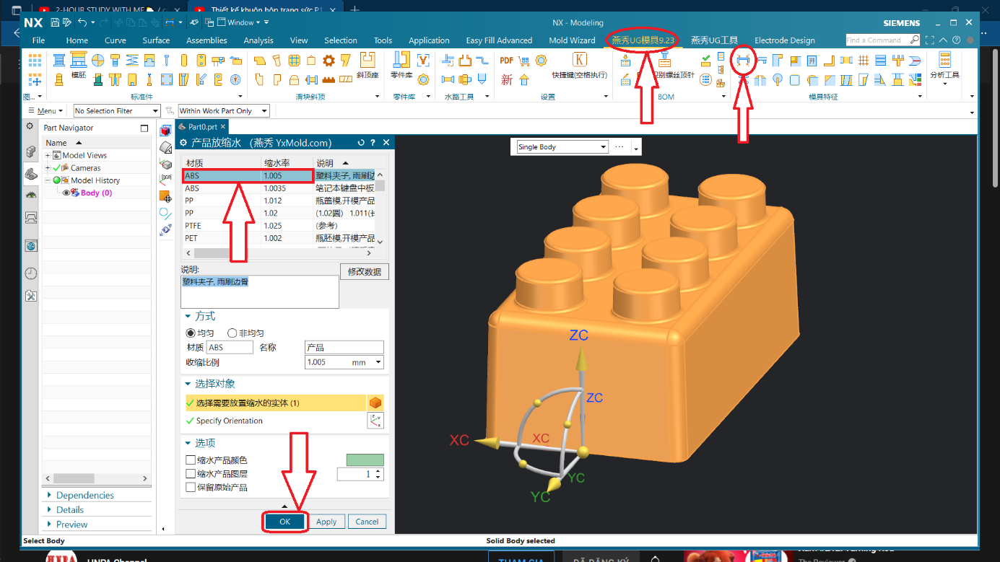 2-HOUR STUDY WITH ME
Thiết kế khuôn hộp trang sức P1
NX
Window
NX - Modeling
SIEMENS
File
Home
Curve
Surface
Assemblies
Analysis
View
Selection
Tools
Application
Easy Fill Advanced
Mold Wizard
燕秀UG模具9.23
燕秀UG工具
Electrode Design
Find a Command
模胚
斜顶座
零件库
PDF
新
K
快捷键(空格执行)
识别螺丝顶针
分析工具
图...
标准件
滑块斜顶
零件库
水路工具
设置
BOM
模具特征
Menu
No Selection Filter
Within Work Part Only
Part Navigator
Name
Model Views
Cameras
Model History
Body (0)
Dependencies
Details
Preview
Part0.prt
产品放缩水 (燕秀 YxMold.com)
材质 缩水率 说明
ABS 1.005 塑料夹子, 雨刷边
ABS 1.0035 笔记本键盘中板
PP 1.012 瓶盖模,开模产品
PP 1.02 (1.02圆) 1.011(长
PTFE 1.025 (参考)
PET 1.002 瓶胚模,开模产品
说明:
修改数据
塑料夹子, 雨刷边骨
方式
均匀 非均匀
材质 ABS 名称 产品
收缩比例 1.005 mm
选择对象
选择需要放置缩水的实体 (1)
Specify Orientation
选项
缩水产品颜色
缩水产品图层 1
保留原始产品
OK Apply Cancel
Single Body
ZC
ZC
XC
XC
YC
YC
Select Body
Solid Body selected
LINPA Channel
THAM GIA
ĐÃ ĐĂNG KÝ
The Reviewer